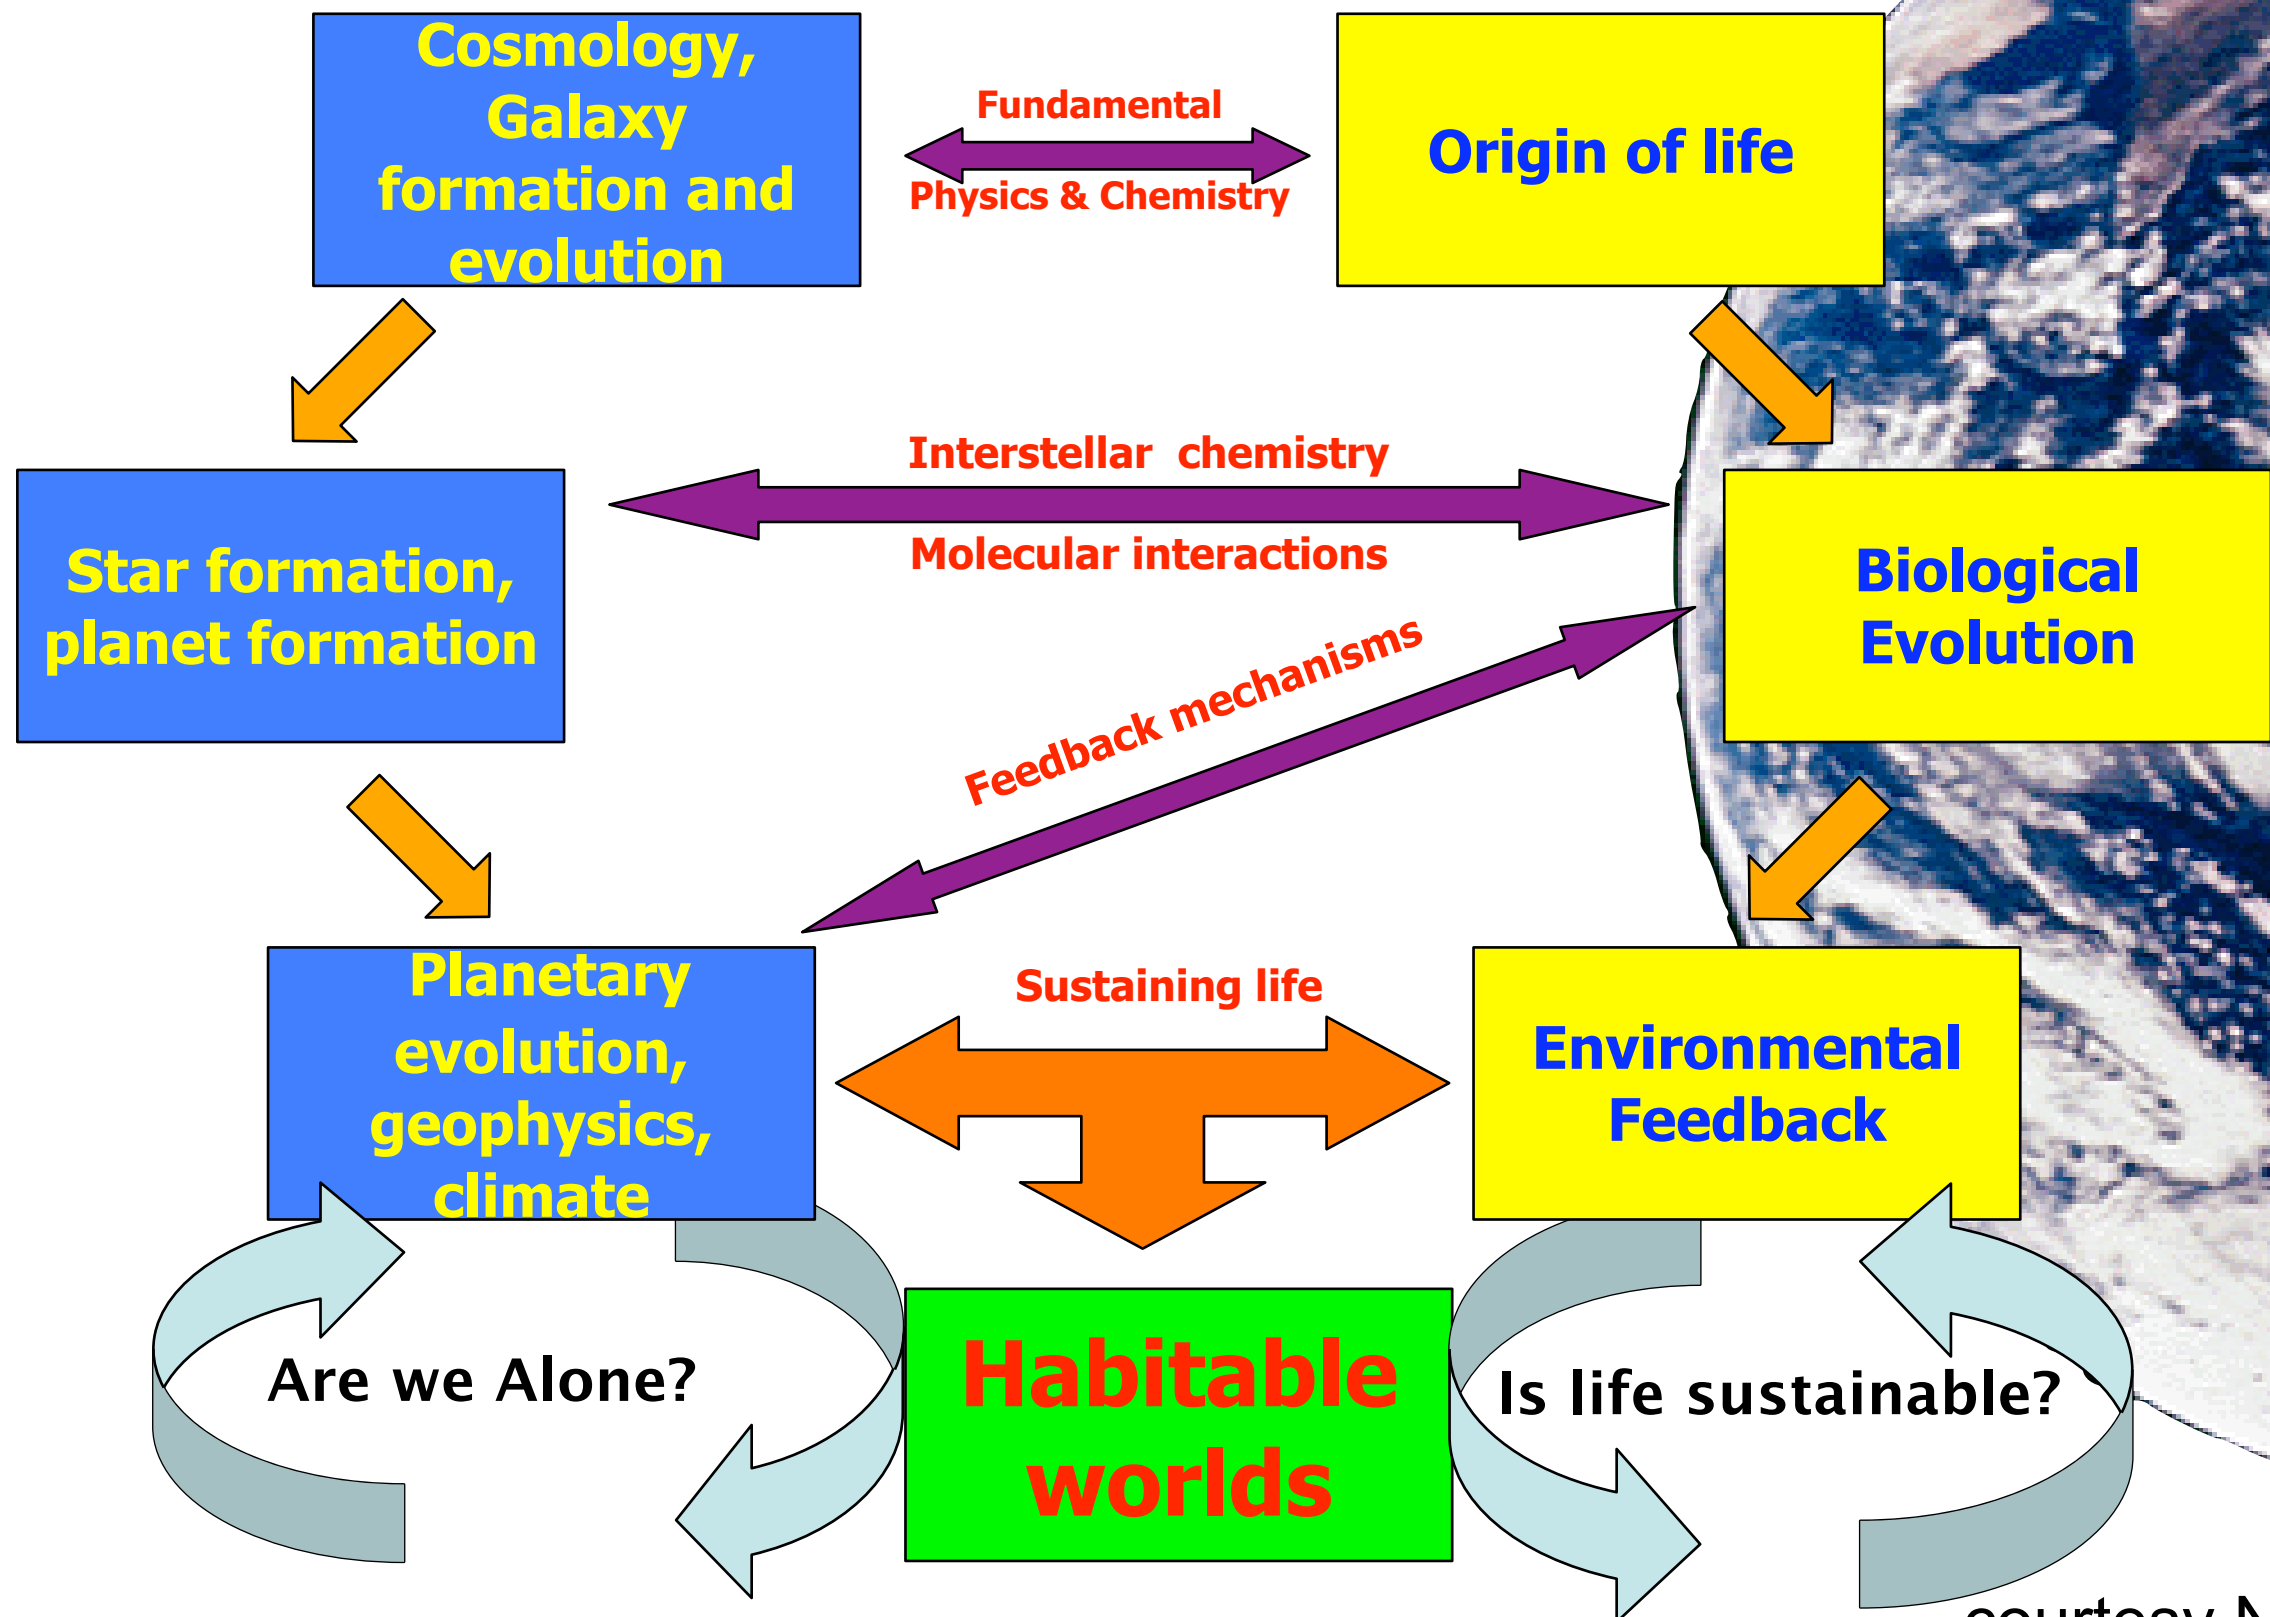 Cosmology,
Galaxy
formation and
evolution
Fundamental
Physics & Chemistry
Origin of life
Interstellar chemistry
Molecular interactions
Star formation,
planet formation
Biological
Evolution
Feedback mechanisms
Planetary
evolution,
geophysics,
climate
Sustaining life
Environmental
Feedback
Are we Alone?
Habitable
worlds
Is life sustainable?
courtesy